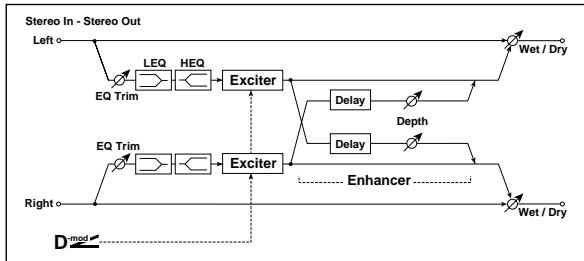 Stereo In - Stereo Out
Left
Wet / Dry
LEQ HEQ
EQ Trim
Exciter
Delay
Depth
EQ Trim
Delay
Exciter
Enhancer
Right
Wet / Dry
D-mod